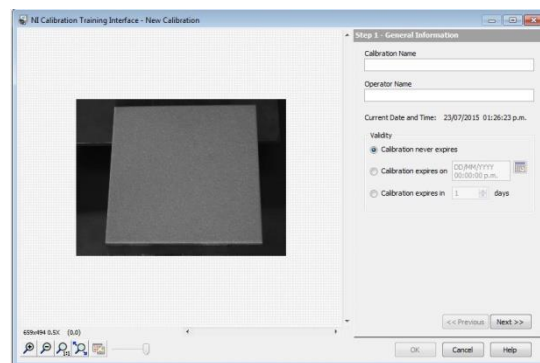 NI Calibration Training Interface - New Calibration
Step 1 - General Information
Calibration Name
Operator Name
Current Date and Time: 23/07/2015 01:26:23 p.m.
Validity
Calibration never expires
Calibration expires on DD/MM/YYYY
00:00:00 p.m.
Calibration expires in 1 days
<< Previous Next >>
659x494 0.5X (0,0)
1:1
OK Cancel Help